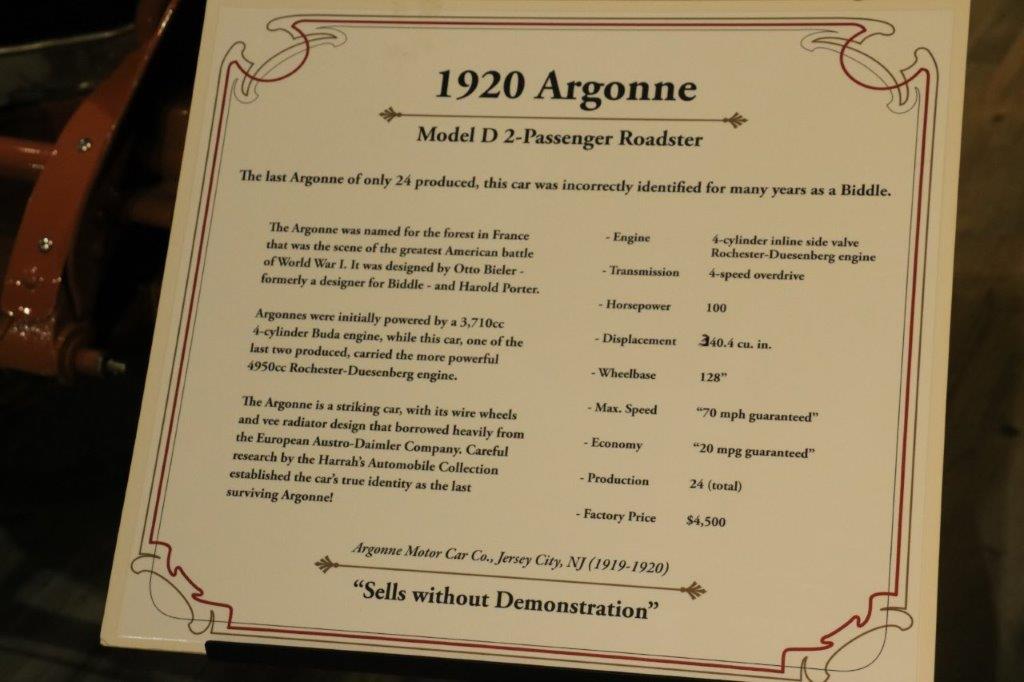 1920 Argonne
Model D 2-Passenger Roadster
The last Argonne of only 24 produced, this car was incorrectly identified for many years as a Biddle.
The Argonne was named for the forest in France
that was the scene of the greatest American battle
of World War I. It was designed by Otto Bieler -
formerly a designer for Biddle - and Harold Porter.
Argonnes were initially powered by a 3,710cc
4-cylinder Buda engine, while this car, one of the
last two produced, carried the more powerful
4950cc Rochester-Duesenberg engine.
The Argonne is a striking car, with its wire wheels
and vee radiator design that borrowed heavily from
the European Austro-Daimler Company. Careful
research by the Harrah's Automobile Collection
established the car's true identity as the last
surviving Argonne!
- Engine 4-cylinder inline side valve
Rochester-Duesenberg engine
- Transmission 4-speed overdrive
- Horsepower 100
- Displacement 340.4 cu. in.
- Wheelbase 128"
- Max. Speed "70 mph guaranteed"
- Economy "20 mpg guaranteed"
- Production 24 (total)
- Factory Price $4,500
Argonne Motor Car Co., Jersey City, NJ (1919-1920)
"Sells without Demonstration"